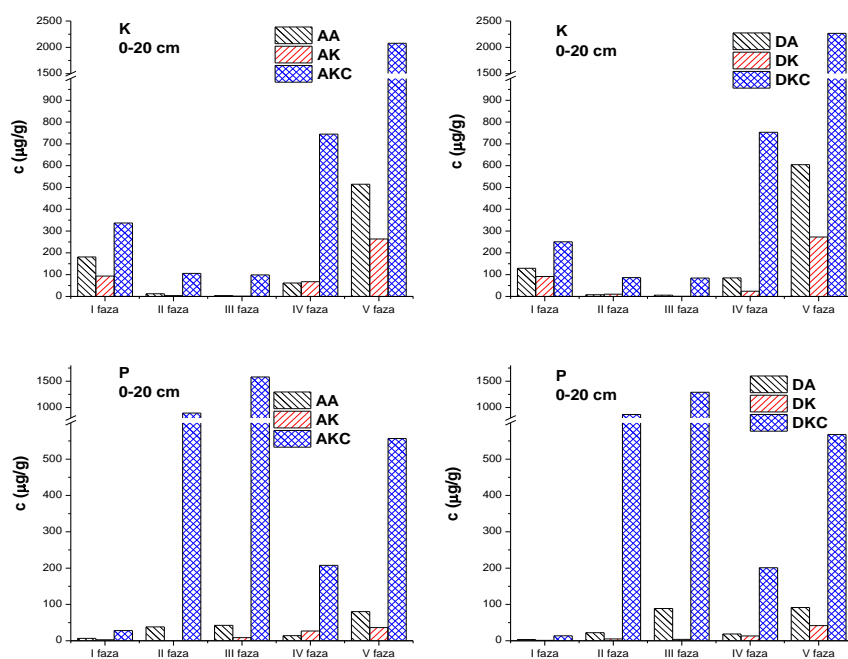 K
0-20 cm
AA
AK
AKC
c (µg/g)
2500
2000
1500
900
800
700
600
500
400
300
200
100
0
I faza
II faza
III faza
IV faza
V faza
K
0-20 cm
DA
DK
DKC
c (µg/g)
2500
2000
1500
900
800
700
600
500
400
300
200
100
0
I faza
II faza
III faza
IV faza
V faza
P
0-20 cm
AA
AK
AKC
c (µg/g)
1500
1000
500
400
300
200
100
0
I faza
II faza
III faza
IV faza
V faza
P
0-20 cm
DA
DK
DKC
c (µg/g)
1500
1000
500
400
300
200
100
0
I faza
II faza
III faza
IV faza
V faza